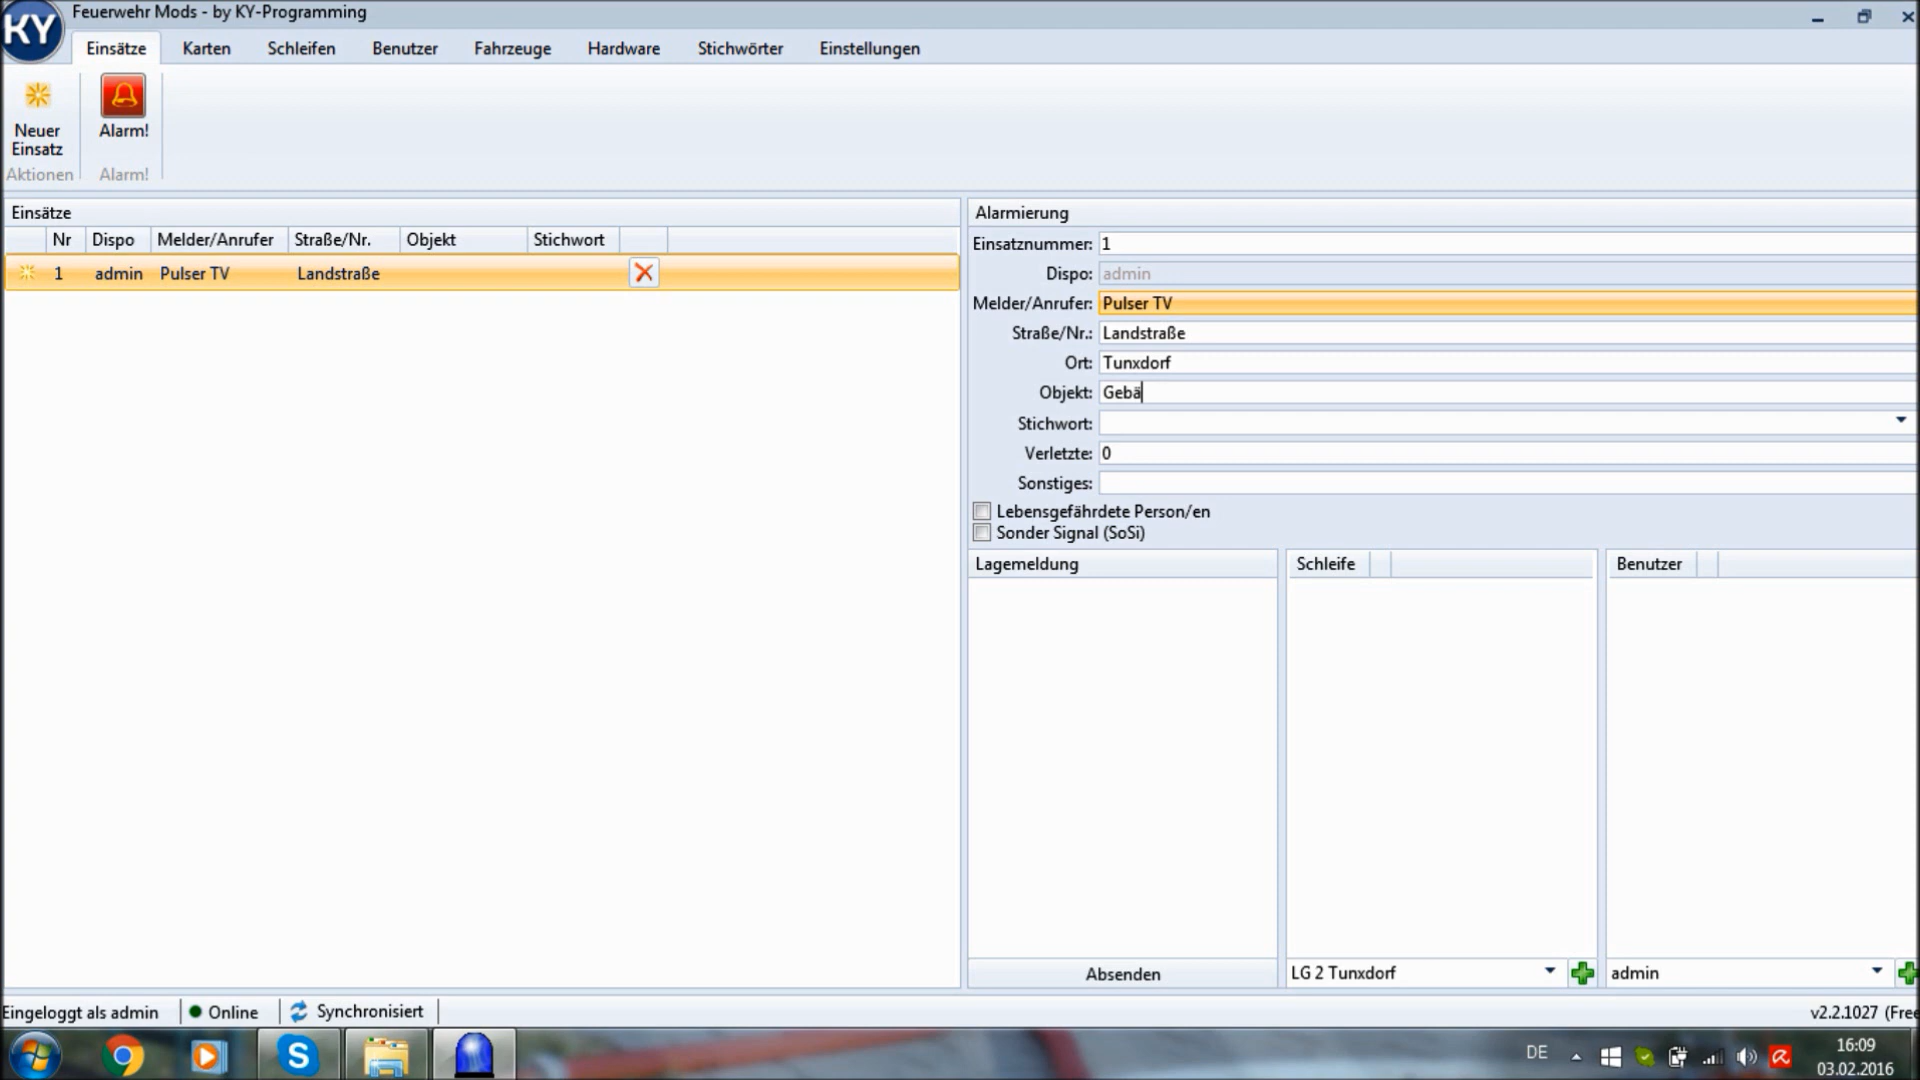 KY
Feuerwehr Mods - by KY-Programming
Einsätze Karten Schleifen Benutzer Fahrzeuge Hardware Stichwörter Einstellungen
Neuer
Einsatz
Alarm!
Aktionen Alarm!
Einsätze
Nr Dispo Melder/Anrufer Straße/Nr. Objekt Stichwort
1 admin Pulser TV Landstraße
Alarmierung
Einsatznummer: 1
Dispo: admin
Melder/Anrufer: Pulser TV
Straße/Nr.: Landstraße
Ort: Tunxdorf
Objekt: Gebä
Stichwort:
Verletzte: 0
Sonstiges:
Lebensgefährdete Person/en
Sonder Signal (SoSi)
Lagemeldung Schleife Benutzer
Absenden LG 2 Tunxdorf admin
Eingeloggt als admin Online Synchronisiert v2.2.1027 (Free
S DE 16:09
03.02.2016